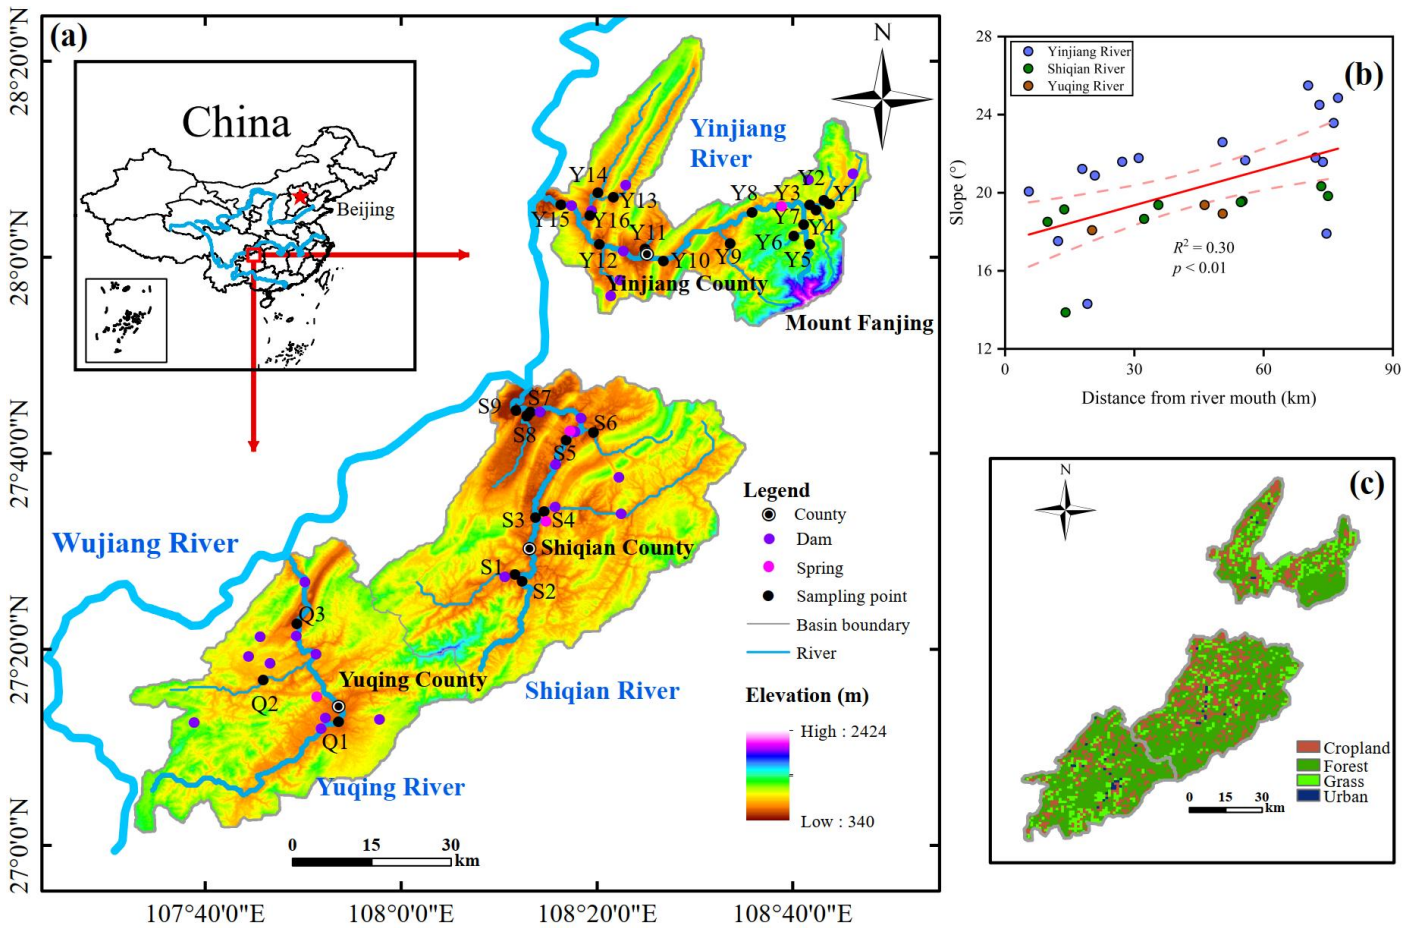 (a)
28°20'0"N
28°0'0"N
27°40'0"N
27°20'0"N
27°0'0"N
107°40'0"E
108°0'0"E
108°20'0"E
108°40'0"E
China
Beijing
N
Yinjiang
River
Y14
Y13
Y15
Y16
Y11
Y12
Y10
Y8
Y9
Y3
Y2
Y1
Y7
Y4
Y6
Y5
Yinjiang County
Mount Fanjing
S9
S7
S8
S6
S5
S3
S4
Shiqian County
S1
S2
Wujiang River
Q3
Yuqing County
Q2
Q1
Shiqian River
Yuqing River
Legend
County
Dam
Spring
Sampling point
Basin boundary
River
Elevation (m)
High : 2424
Low : 340
0 15 30
km
(b)
Yinjiang River
Shiqian River
Yuqing River
28
24
20
16
12
Slope (°)
R² = 0.30
p < 0.01
0 30 60 90
Distance from river mouth (km)
(c)
N
Cropland
Forest
Grass
Urban
0 15 30
km